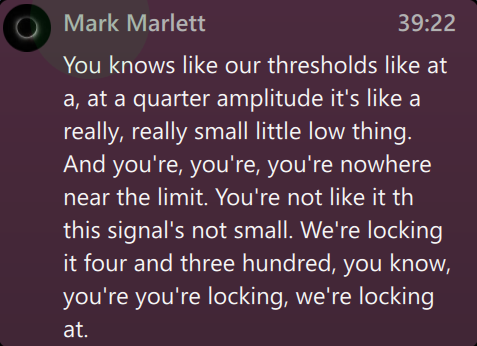 Mark Marlett 39:22
You knows like our thresholds like at
a, at a quarter amplitude it's like a
really, really small little low thing.
And you're, you're, you're nowhere
near the limit. You're not like it th
this signal's not small. We're locking
it four and three hundred, you know,
you're you're locking, we're locking
at.